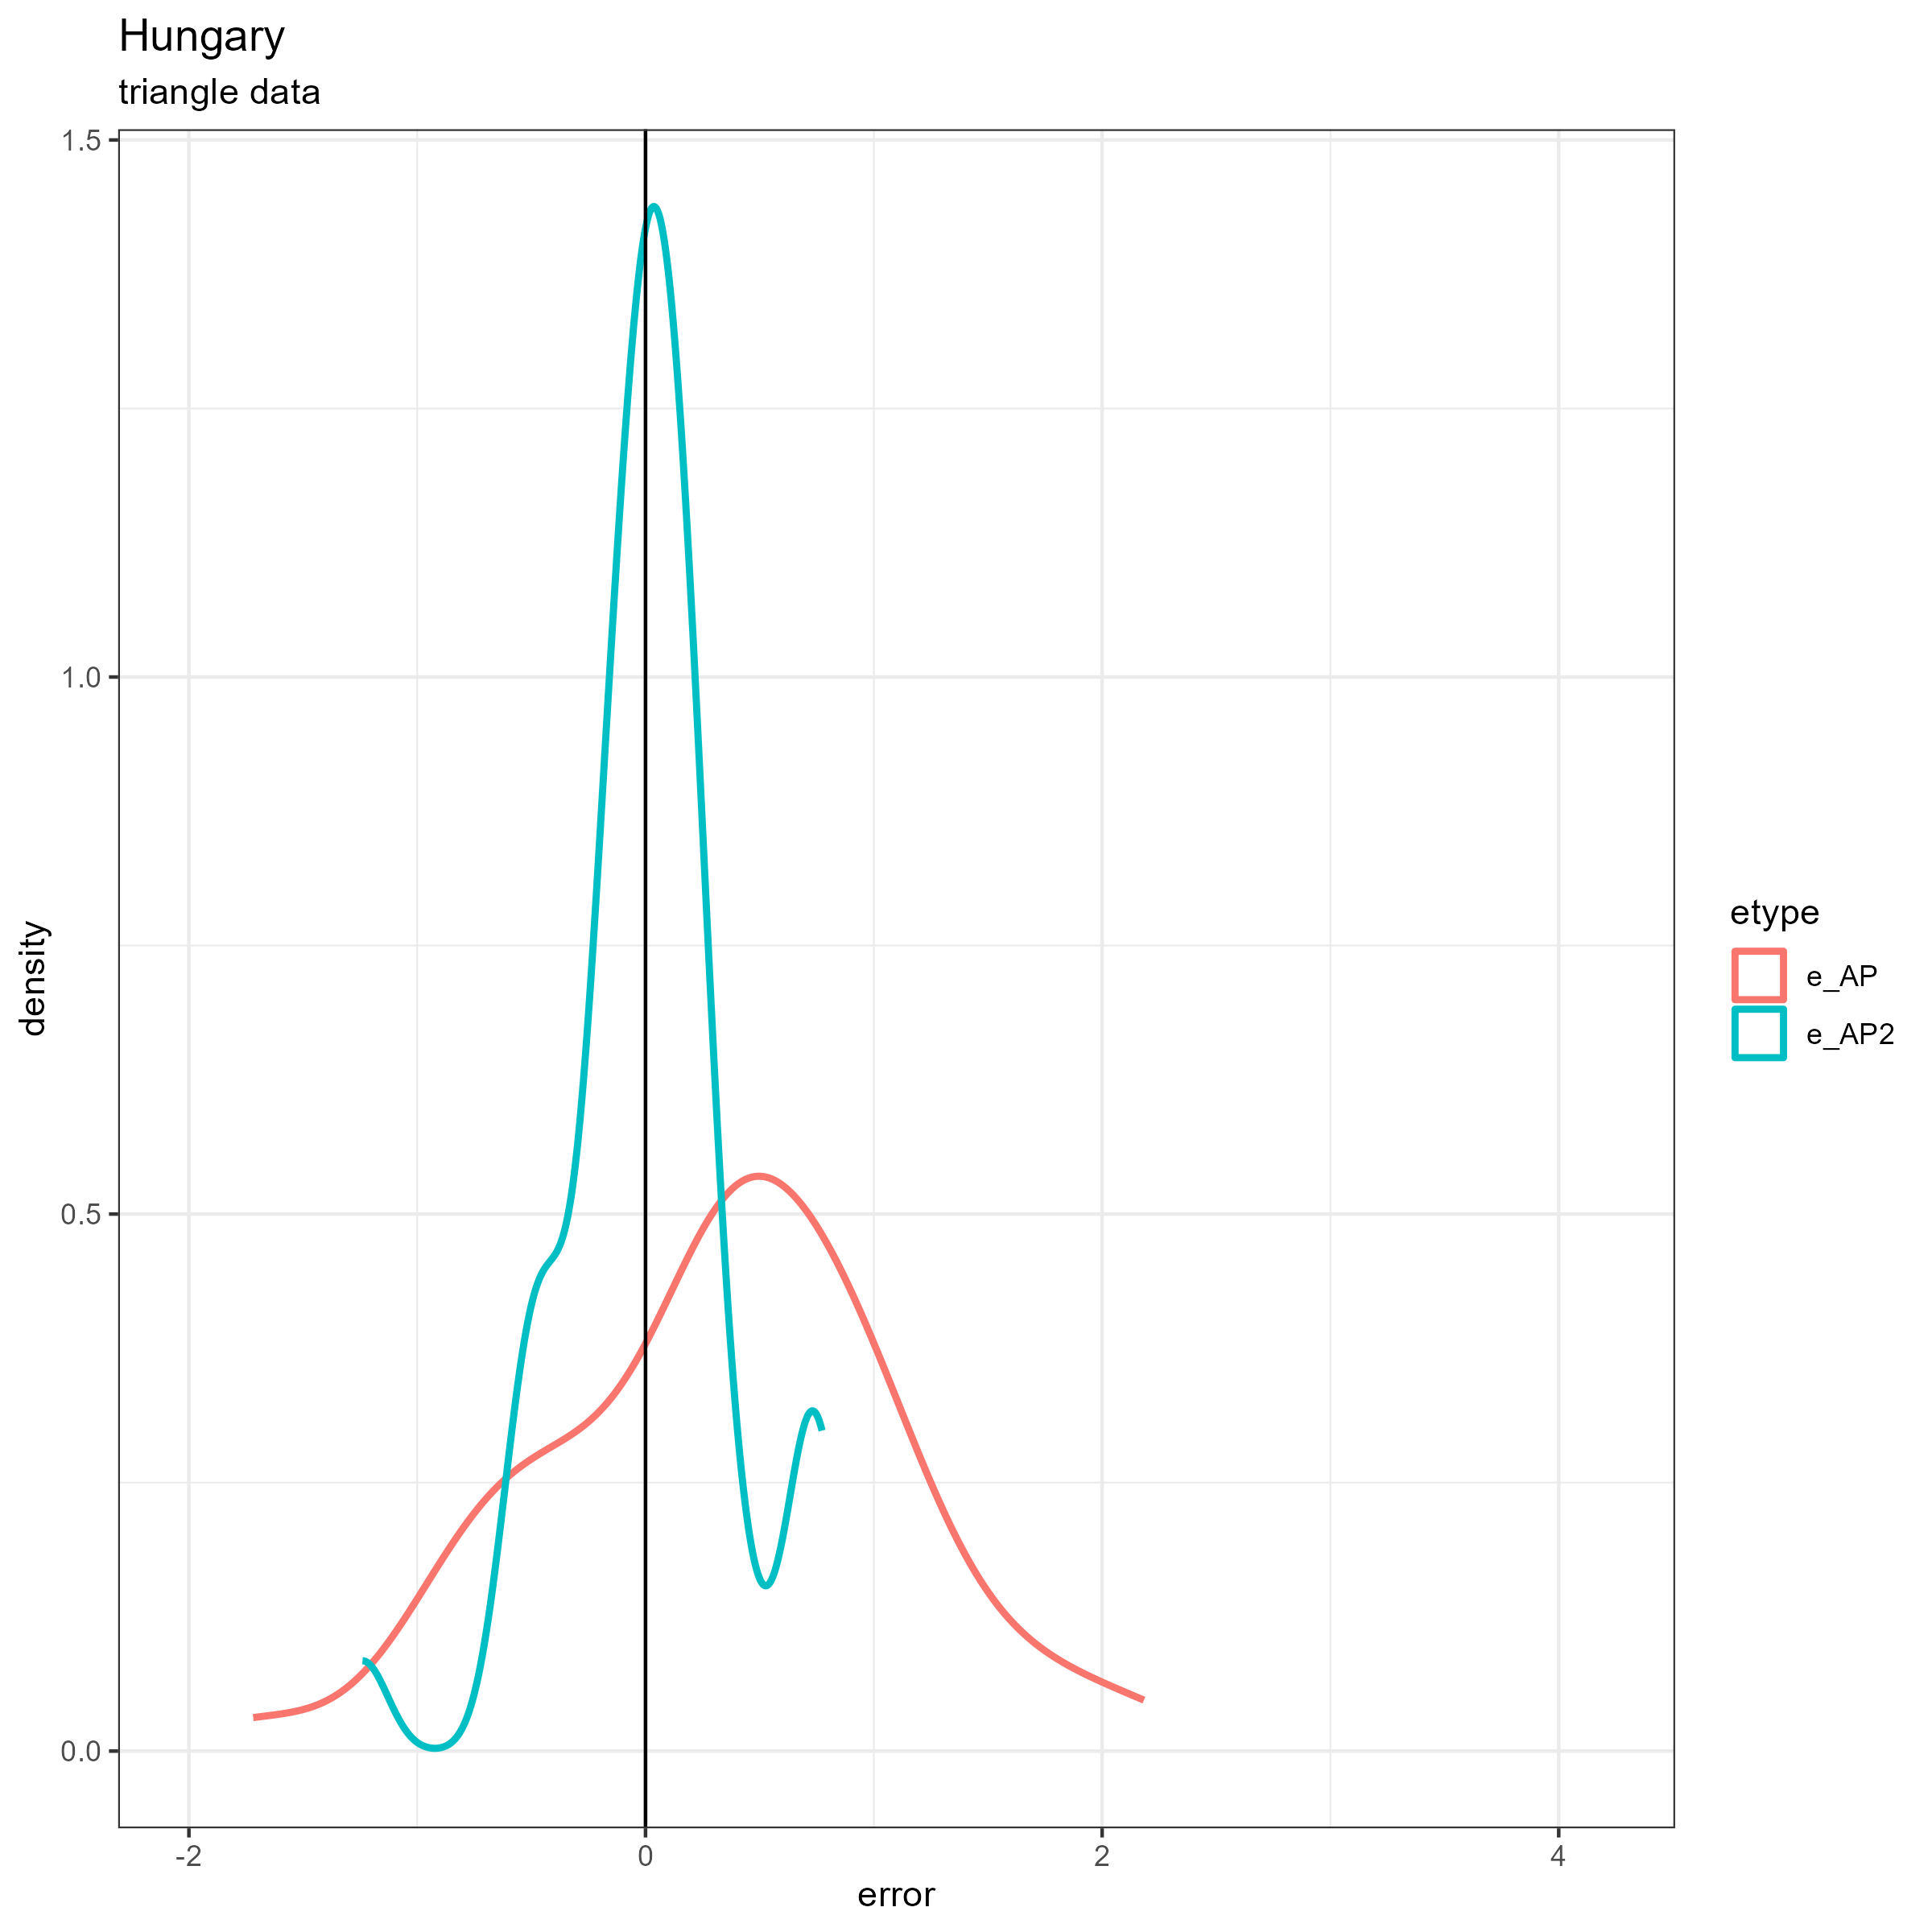 Hungary
triangle data
1.5
1.0
0.5
0.0
density
-2
0
2
4
error
etype
e_AP
e_AP2